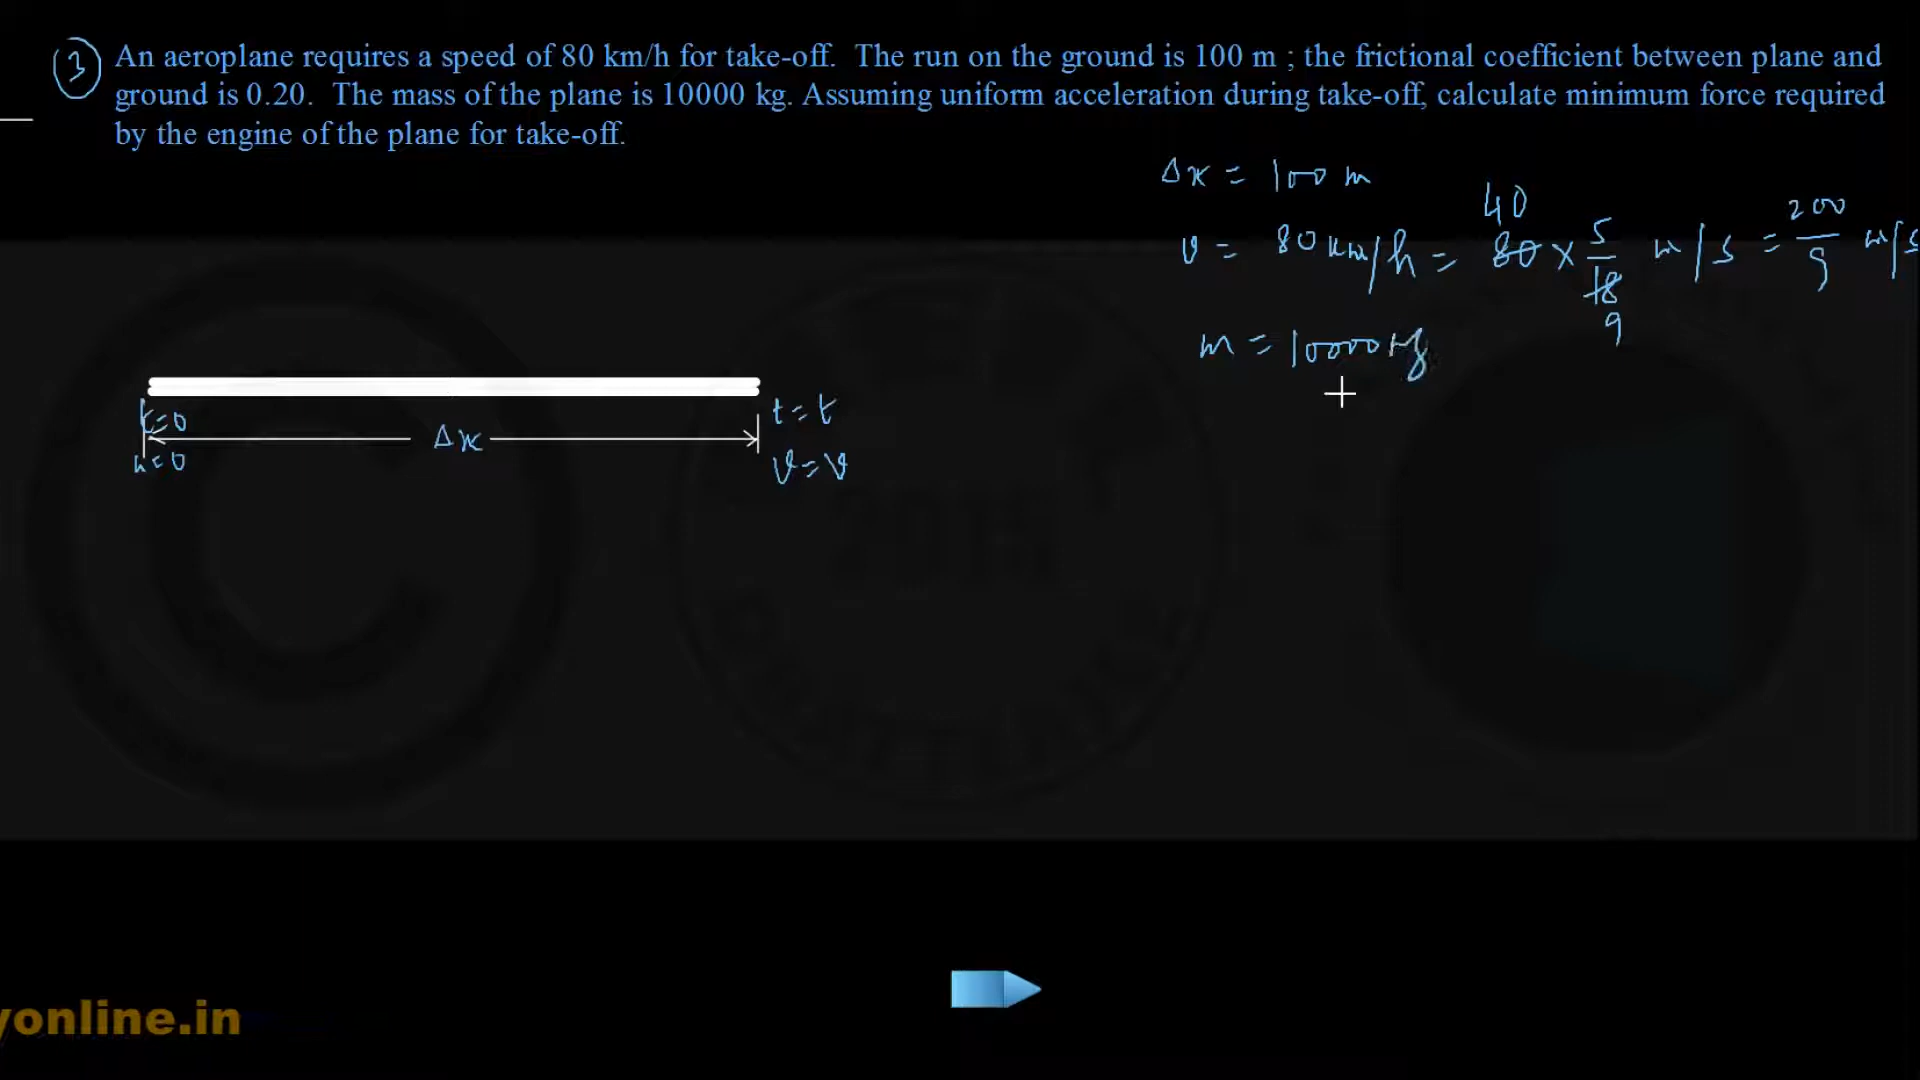 3 An aeroplane requires a speed of 80 km/h for take-off. The run on the ground is 100 m ; the frictional coefficient between plane and
ground is 0.20. The mass of the plane is 10000 kg. Assuming uniform acceleration during take-off, calculate minimum force required
by the engine of the plane for take-off.
Δx = 100 m
v = 80 km/h = 80 40 × 5/18 9 m/s = 200/9 m/s
m = 10000 kg
t=0
u=0
Δx
t=t
v=v
yonline.in